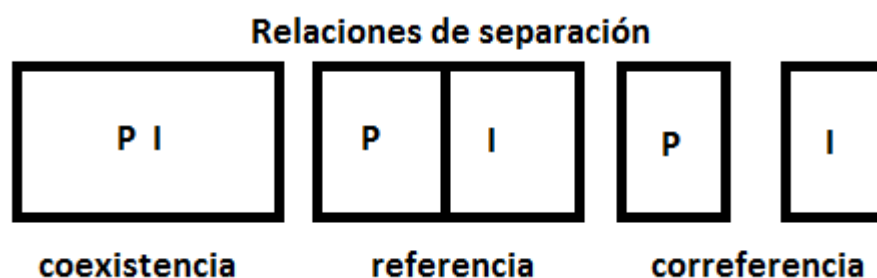 Relaciones de separación
P I P I P I
coexistencia referencia correferencia